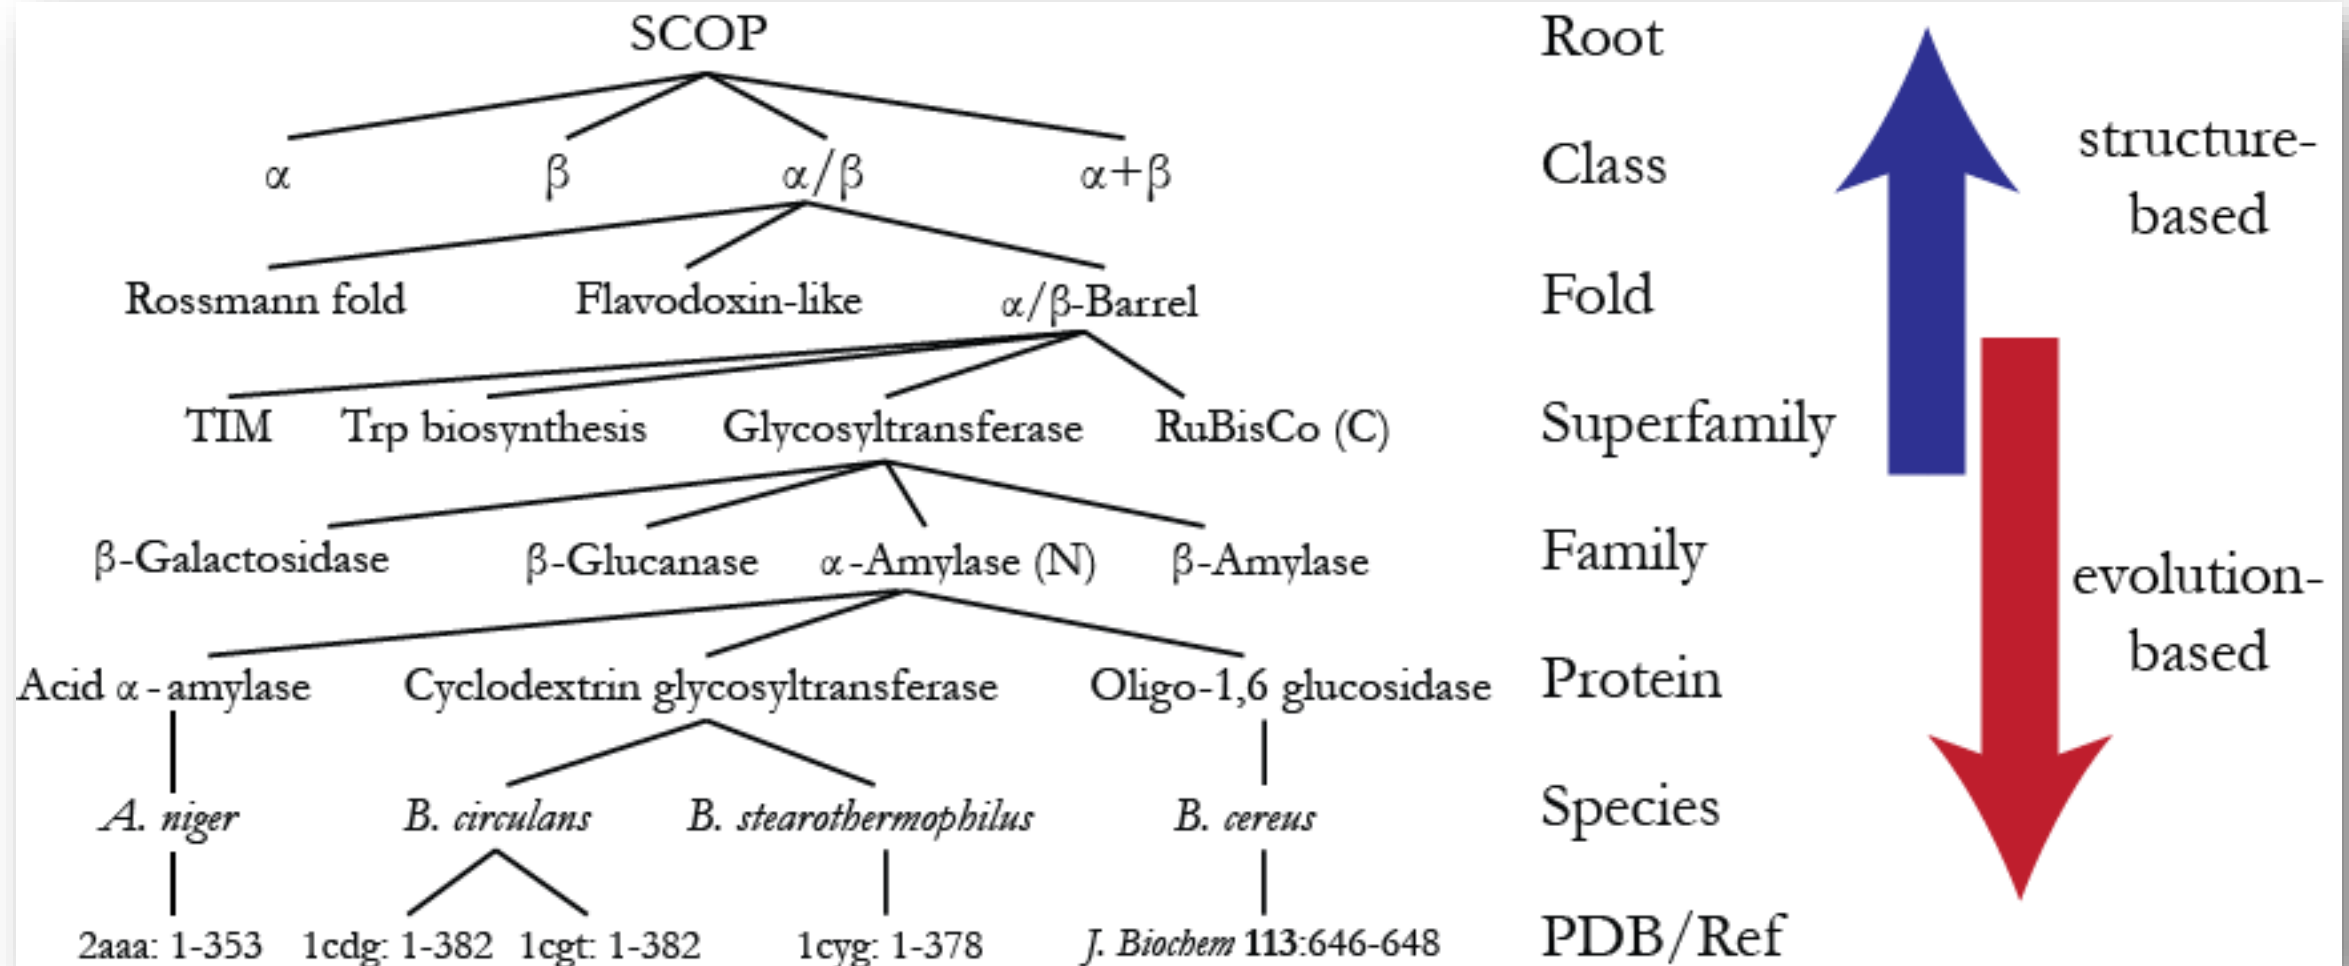 SCOP Root
α β α/β α+β Class
structure-
based
Rossmann fold Flavodoxin-like α/β-Barrel Fold
TIM Trp biosynthesis Glycosyltransferase RuBisCo (C) Superfamily
β-Galactosidase β-Glucanase α-Amylase (N) β-Amylase Family
evolution-
based
Acid α-amylase Cyclodextrin glycosyltransferase Oligo-1,6 glucosidase Protein
A. niger B. circulans B. stearothermophilus B. cereus Species
2aaa: 1-353 1cdg: 1-382 1cgt: 1-382 1cyg: 1-378 J. Biochem 113:646-648 PDB/Ref